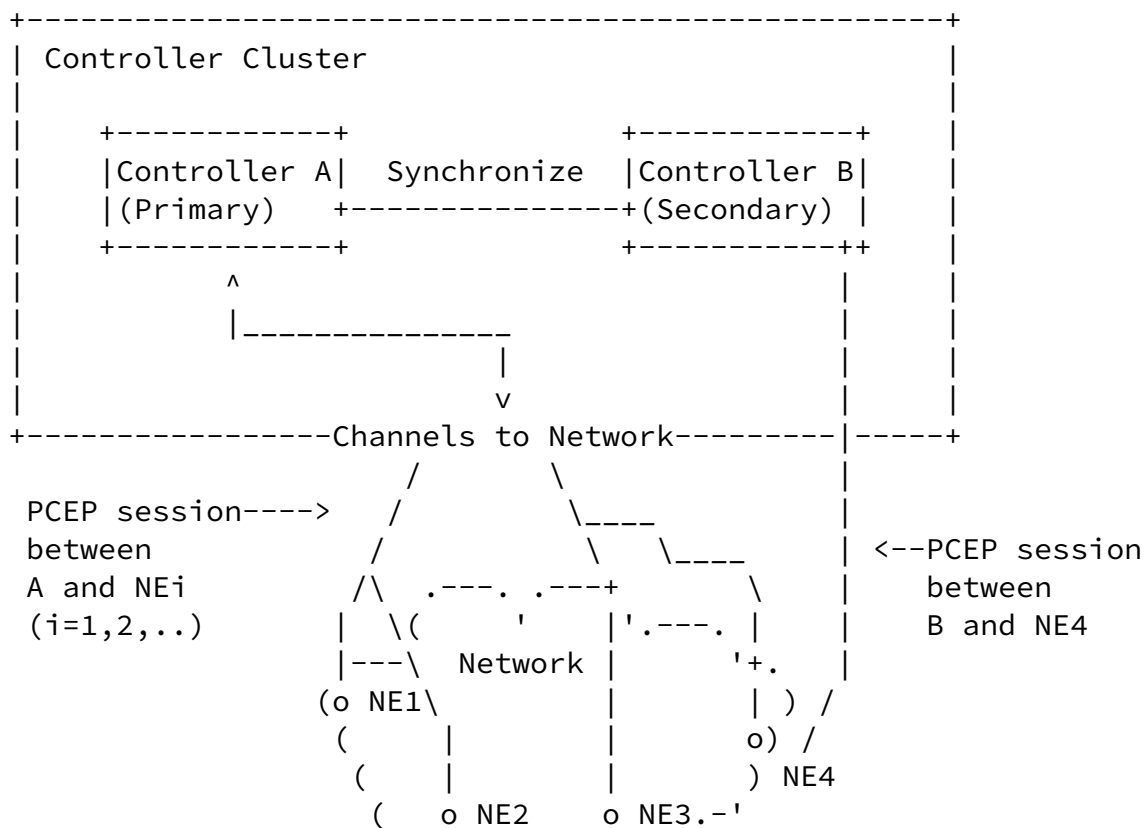 Controller Cluster
Controller A Synchronize Controller B
(Primary) (Secondary)
Channels to Network
PCEP session---->
between <--PCEP session
A and NEi between
(i=1,2,..) B and NE4
Network
NE1
NE4
NE2 NE3